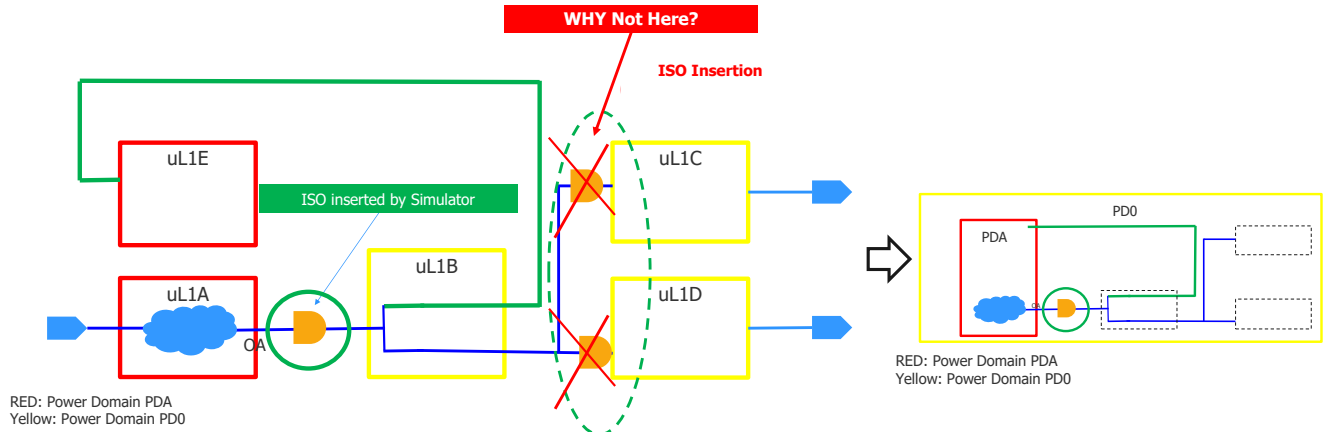 WHY Not Here?
ISO Insertion
uL1E
uL1C
ISO inserted by Simulator
uL1B
uL1A
uL1D
OA
RED: Power Domain PDA
Yellow: Power Domain PD0
PD0
PDA
OA
RED: Power Domain PDA
Yellow: Power Domain PD0